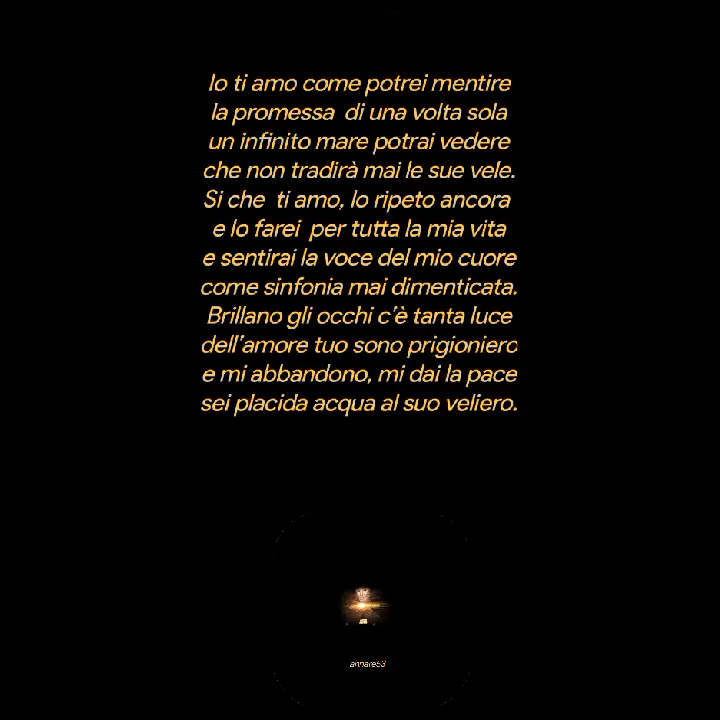 Io ti amo come potrei mentire
la promessa  di una volta sola
un infinito mare potrai vedere
che non tradirà mai le sue vele.
Si che  ti amo, lo ripeto ancora
e lo farei  per tutta la mia vita
e sentirai la voce del mio cuore
come sinfonia mai dimenticata.
Brillano gli occhi c'è tanta luce
dell'amore tuo sono prigioniero
e mi abbandono, mi dai la pace
sei placida acqua al suo veliero.
annare53